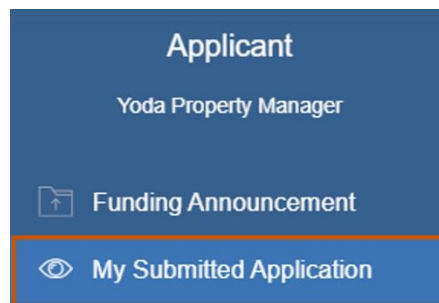 Applicant
Yoda Property Manager
Funding Announcement
My Submitted Application